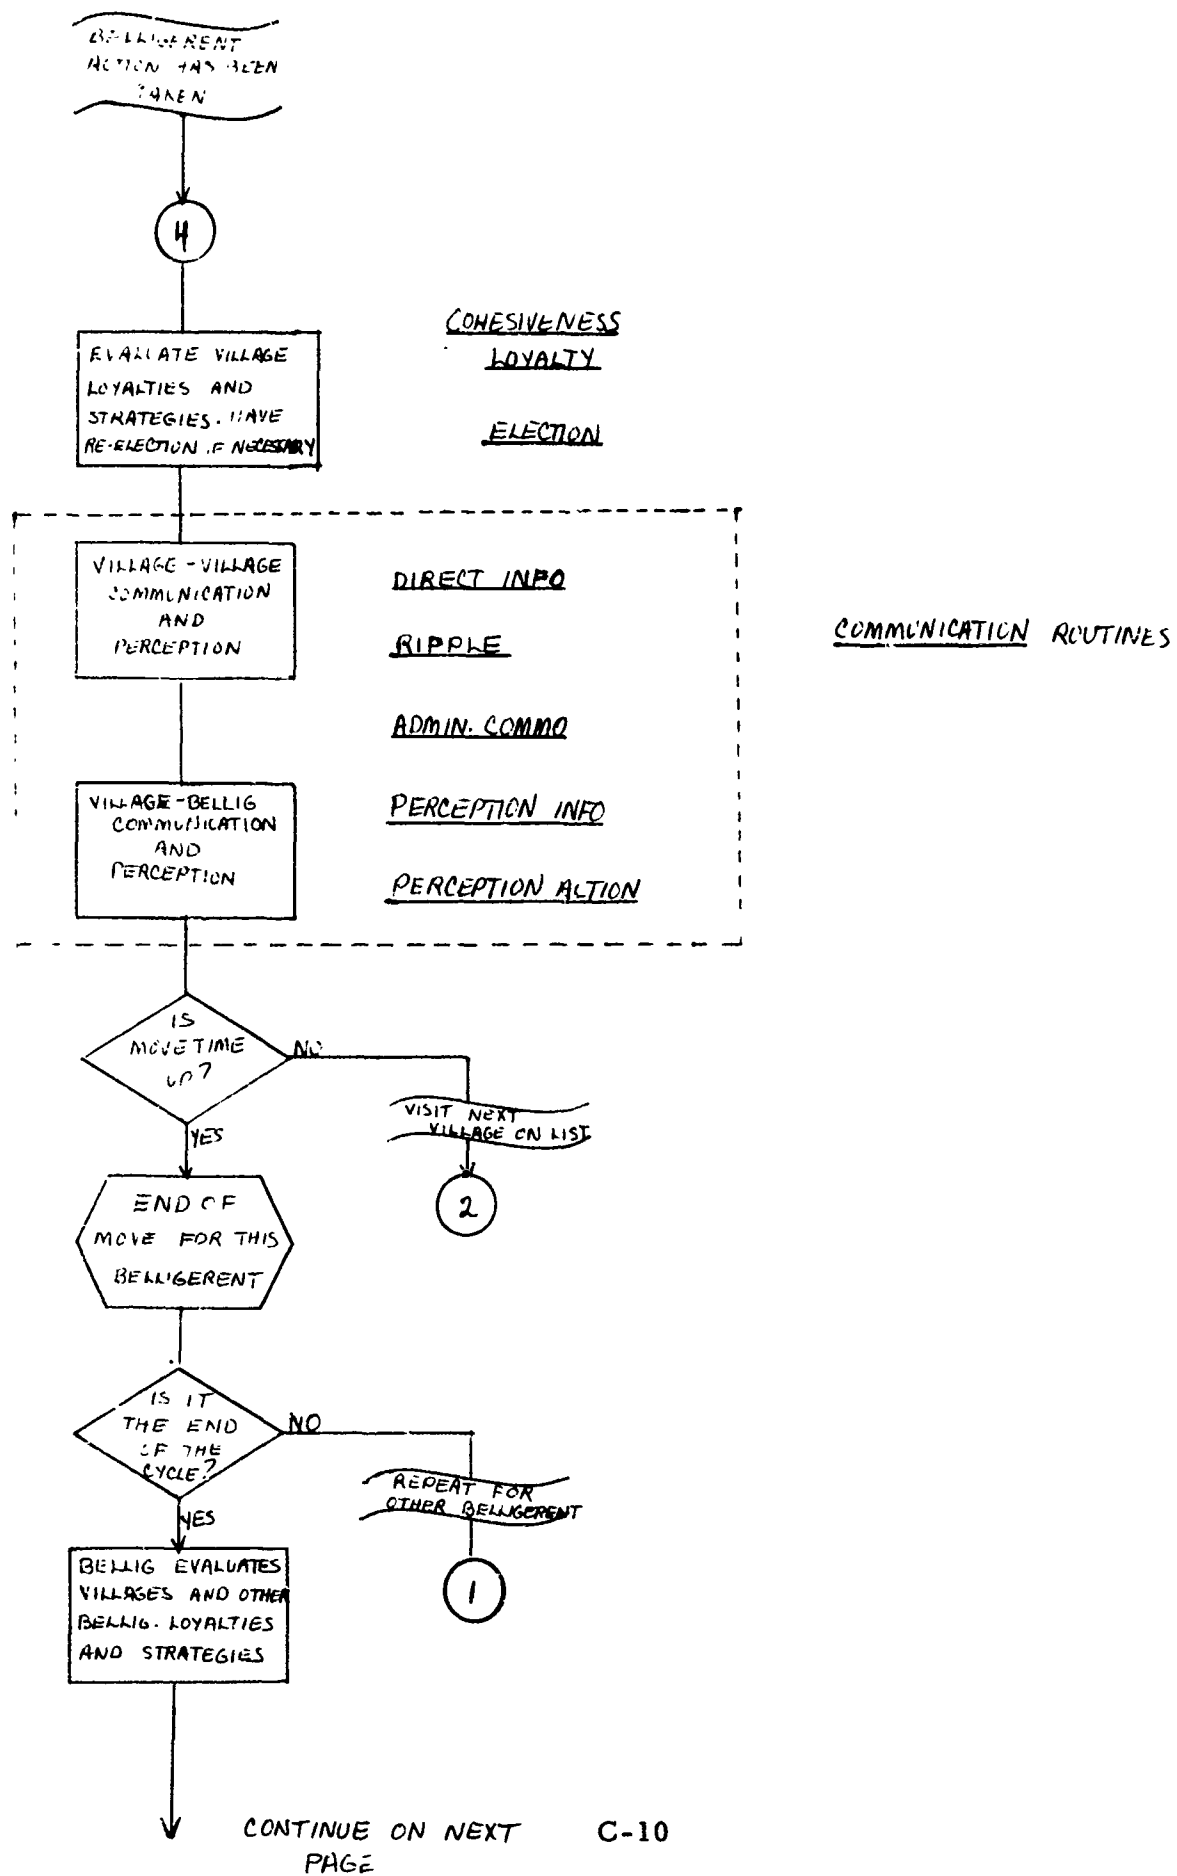 BELLIGERENT
ACTION HAS BEEN
TAKEN
4
EVALUATE VILLAGE
LOYALTIES AND
STRATEGIES. HAVE
RE-ELECTION IF NECESSARY
COHESIVENESS
LOYALTY
ELECTION
VILLAGE-VILLAGE
COMMUNICATION
AND
PERCEPTION
DIRECT INFO
RIPPLE
ADMIN. COMMO
COMMUNICATION ROUTINES
VILLAGE-BELLIG
COMMUNICATION
AND
PERCEPTION
PERCEPTION INFO
PERCEPTION ACTION
IS
MOVE TIME
UP?
NO
YES
VISIT NEXT
VILLAGE ON LIST
2
END OF
MOVE FOR THIS
BELLIGERENT
IS IT
THE END
OF THE
CYCLE?
NO
YES
REPEAT FOR
OTHER BELLIGERENT
1
BELLIG EVALUATES
VILLAGES AND OTHER
BELLIG. LOYALTIES
AND STRATEGIES
CONTINUE ON NEXT
PAGE
C-10